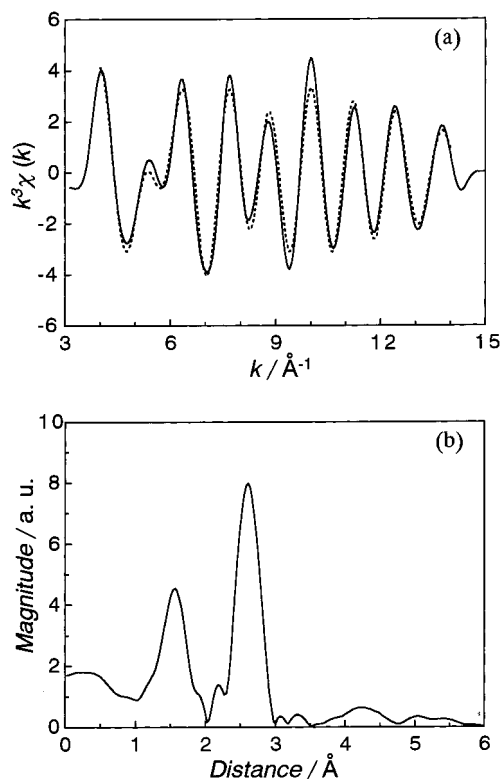 (a)
6
4
2
0
-2
-4
-6
k³χ(k)
3 6 9 12 15
k / Å⁻¹
(b)
10
8
6
4
2
0
Magnitude / a. u.
0 1 2 3 4 5 6
Distance / Å